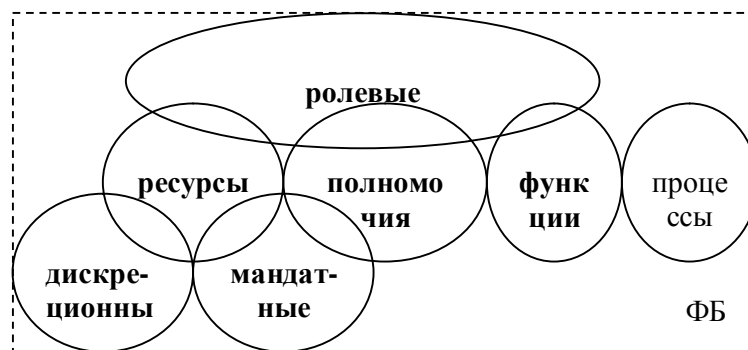 ролевые
ресурсы
полномо
чия
функ
ции
проце
ссы
дискре-
ционны
мандат-
ные
ФБ